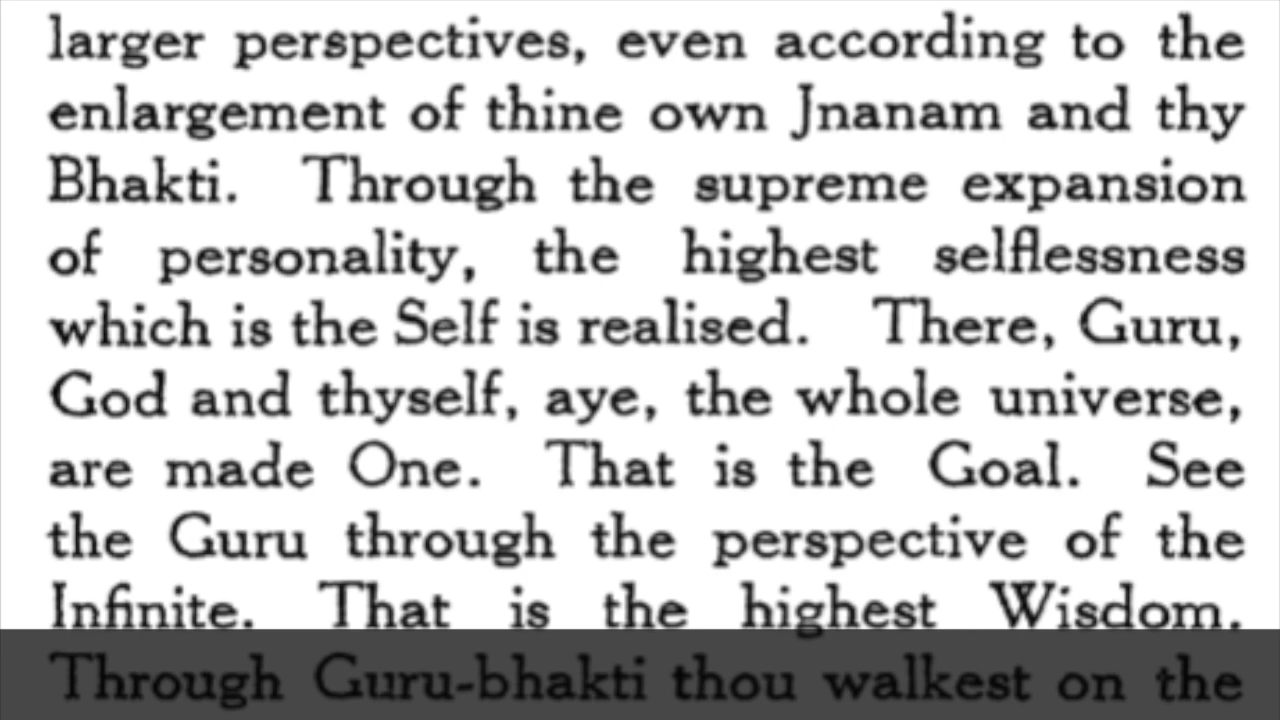 larger perspectives, even according to the
enlargement of thine own Jnanam and thy
Bhakti. Through the supreme expansion
of personality, the highest selflessness
which is the Self is realised. There, Guru,
God and thyself, aye, the whole universe,
are made One. That is the Goal. See
the Guru through the perspective of the
Infinite. That is the highest Wisdom.
Through Guru-bhakti thou walkest on the